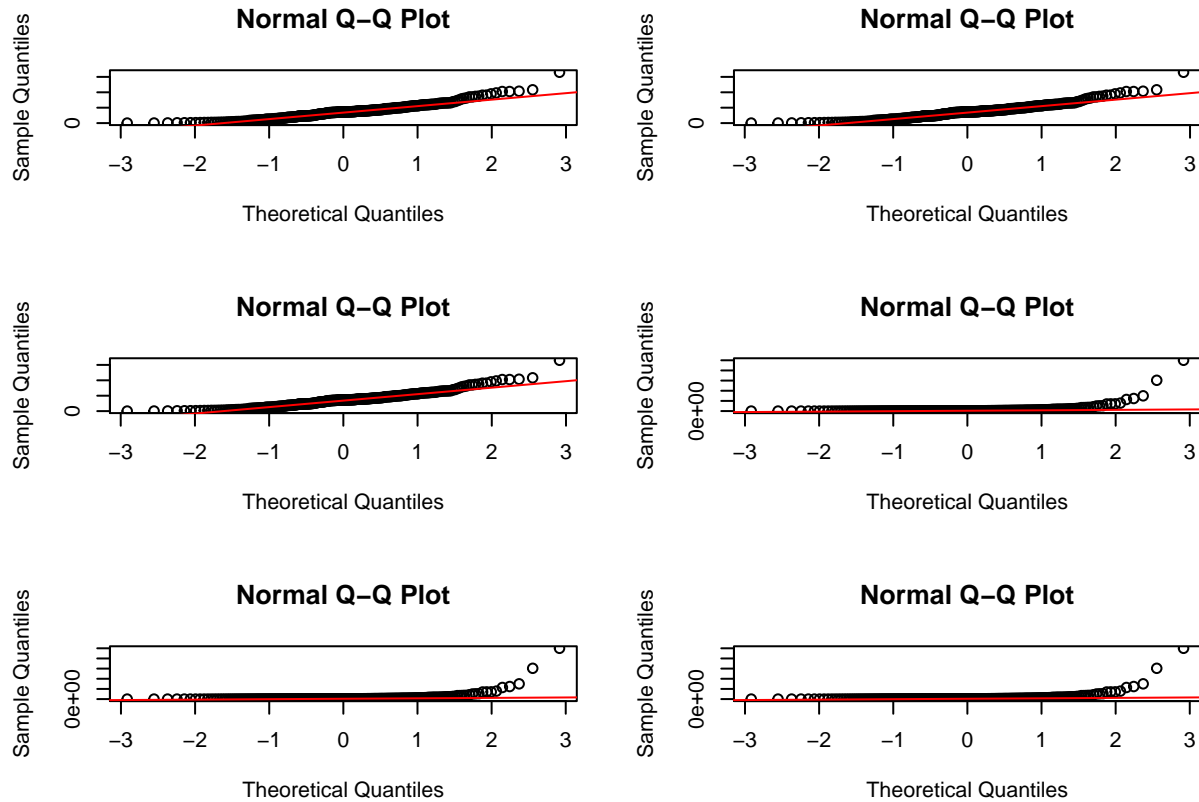 Normal Q−Q Plot
Sample Quantiles
0
−3 −2 −1 0 1 2 3
Theoretical Quantiles
Normal Q−Q Plot
Sample Quantiles
0
−3 −2 −1 0 1 2 3
Theoretical Quantiles
Normal Q−Q Plot
Sample Quantiles
0
−3 −2 −1 0 1 2 3
Theoretical Quantiles
Normal Q−Q Plot
Sample Quantiles
0e+00
−3 −2 −1 0 1 2 3
Theoretical Quantiles
Normal Q−Q Plot
Sample Quantiles
0e+00
−3 −2 −1 0 1 2 3
Theoretical Quantiles
Normal Q−Q Plot
Sample Quantiles
0e+00
−3 −2 −1 0 1 2 3
Theoretical Quantiles